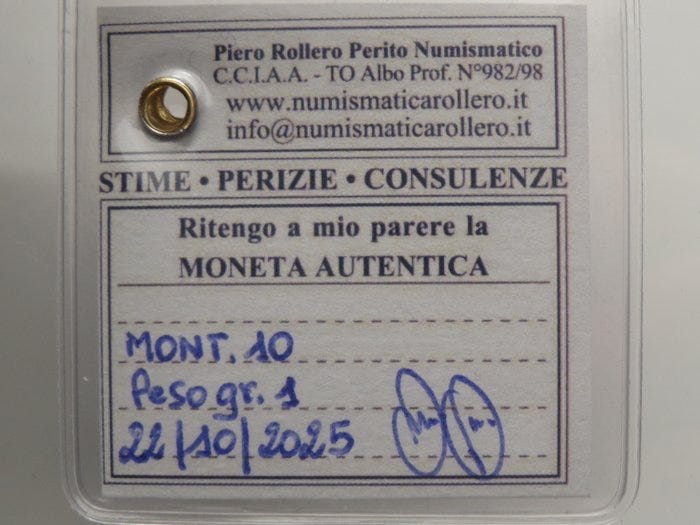 Piero Rollero Perito Numismatico
C.C.I.A.A. - TO Albo Prof. N°982/98
www.numismaticarollero.it
info@numismaticarollero.it
STIME • PERIZIE • CONSULENZE
Ritengo a mio parere la
MONETA AUTENTICA
MONT. 10
Peso gr. 1
22/10/2025